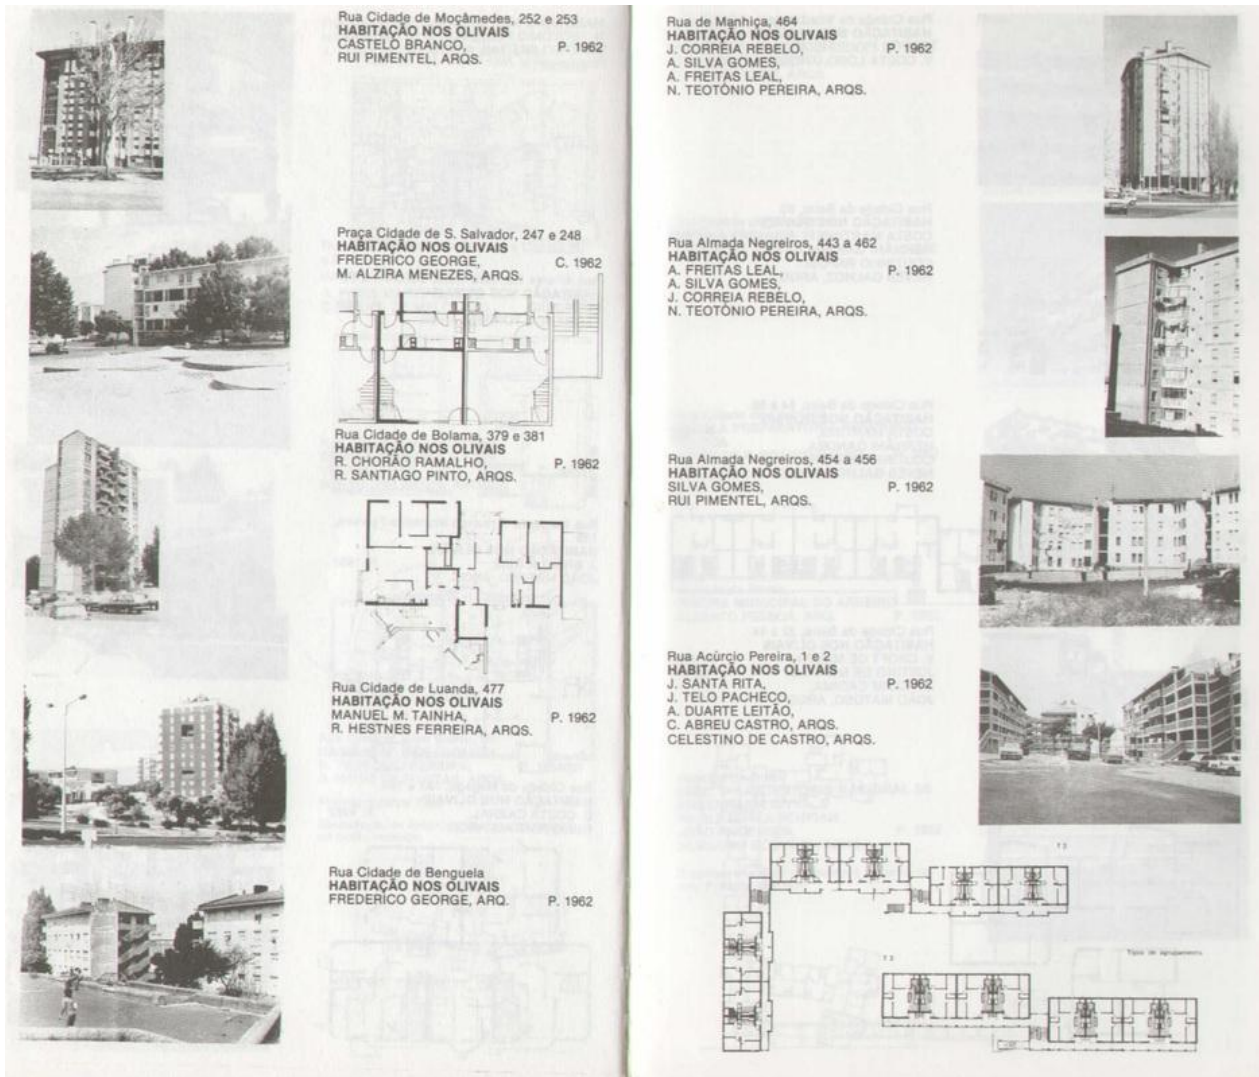 Rua Cidade de Moçâmedes, 252 e 253
HABITAÇÃO NOS OLIVAIS
CASTELO BRANCO, P. 1962
RUI PIMENTEL, ARQS.
Praça Cidade de S. Salvador, 247 e 248
HABITAÇÃO NOS OLIVAIS
FREDERICO GEORGE, C. 1962
M. ALZIRA MENEZES, ARQS.
Rua Cidade de Bolama, 379 e 381
HABITAÇÃO NOS OLIVAIS
R. CHORÃO RAMALHO, P. 1962
R. SANTIAGO PINTO, ARQS.
Rua Cidade de Luanda, 477
HABITAÇÃO NOS OLIVAIS
MANUEL M. TAINHA, P. 1962
R. HESTNES FERREIRA, ARQS.
Rua Cidade de Benguela
HABITAÇÃO NOS OLIVAIS
FREDERICO GEORGE, ARQ. P. 1962
Rua de Manhiça, 464
HABITAÇÃO NOS OLIVAIS
J. CORREIA REBELO, P. 1962
A. SILVA GOMES,
A. FREITAS LEAL,
N. TEOTÓNIO PEREIRA, ARQS.
Rua Almada Negreiros, 443 a 462
HABITAÇÃO NOS OLIVAIS
A. FREITAS LEAL, P. 1962
A. SILVA GOMES,
J. CORREIA REBELO,
N. TEOTÓNIO PEREIRA, ARQS.
Rua Almada Negreiros, 454 a 456
HABITAÇÃO NOS OLIVAIS
SILVA GOMES, P. 1962
RUI PIMENTEL, ARQS.
Rua Acúrcio Pereira, 1 e 2
HABITAÇÃO NOS OLIVAIS
J. SANTA RITA, P. 1962
J. TELO PACHECO,
A. DUARTE LEITÃO,
C. ABREU CASTRO, ARQS.
CELESTINO DE CASTRO, ARQS.
T 3
Tipos de agrupamento